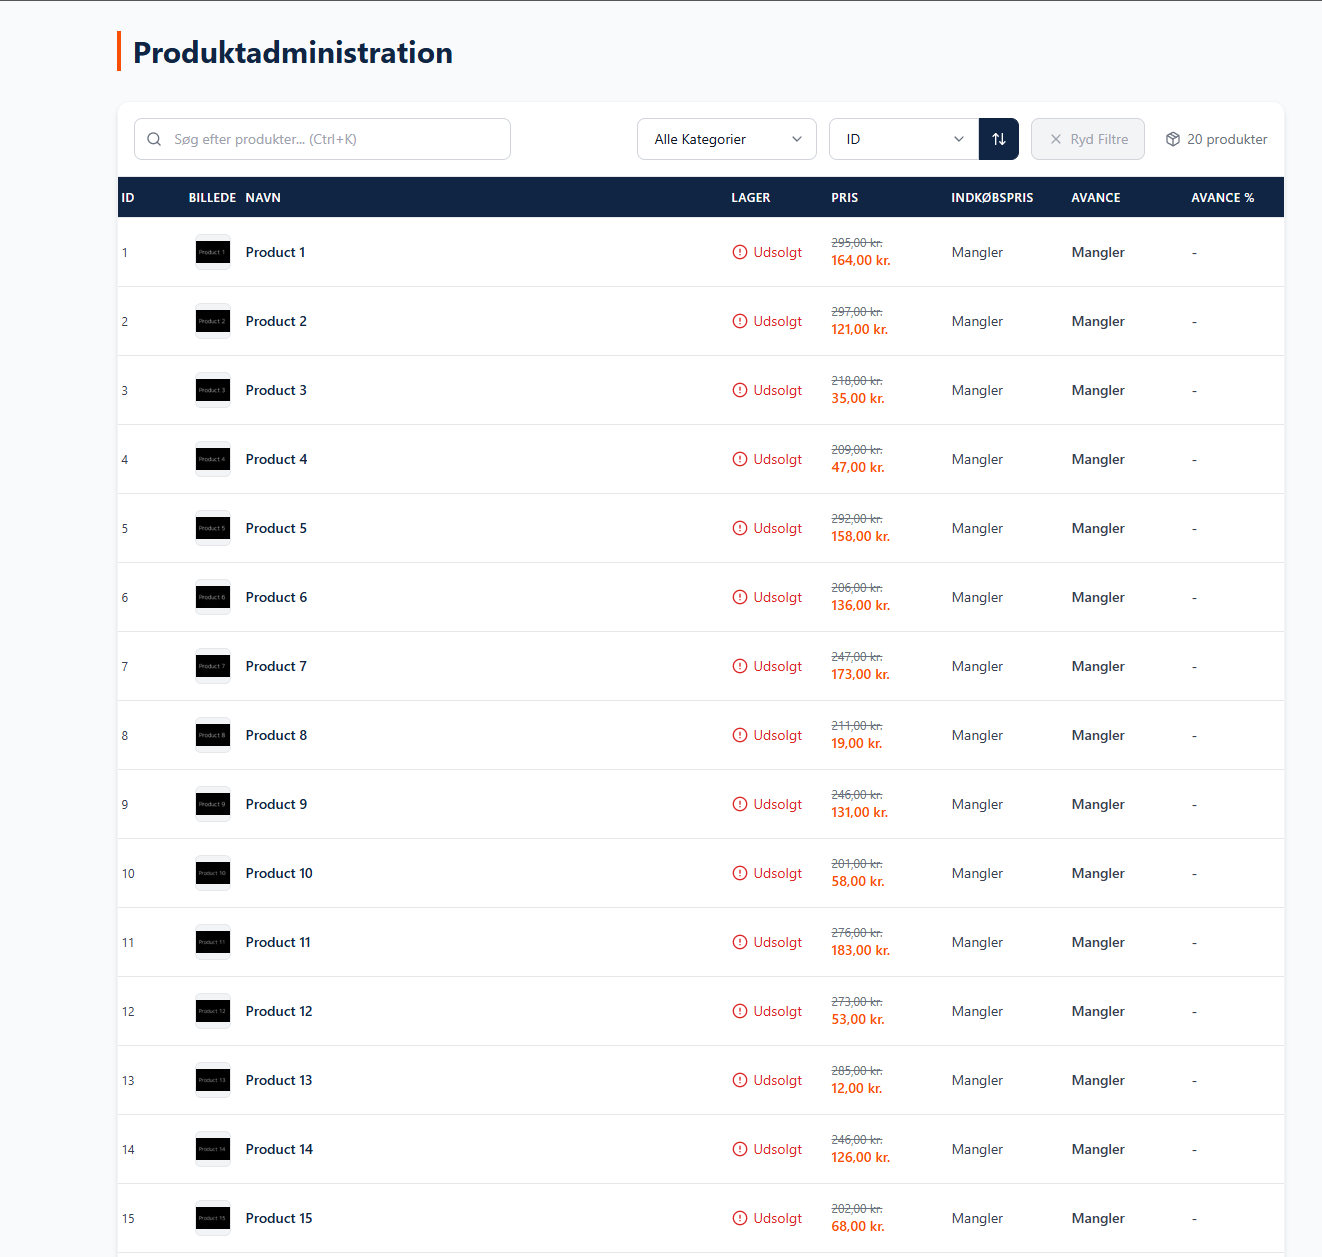 Produktadministration
Søg efter produkter... (Ctrl+K)
Alle Kategorier
ID
Ryd Filtre
20 produkter
ID BILLEDE NAVN LAGER PRIS INDKØBSPRIS AVANCE AVANCE %
295,00 kr.
1 Product 1 Product 1 Udsolgt Mangler Mangler -
164,00 kr.
297,00 kr.
2 Product 2 Product 2 Udsolgt Mangler Mangler -
121,00 kr.
218,00 kr.
3 Product 3 Product 3 Udsolgt Mangler Mangler -
35,00 kr.
209,00 kr.
4 Product 4 Product 4 Udsolgt Mangler Mangler -
47,00 kr.
292,00 kr.
5 Product 5 Product 5 Udsolgt Mangler Mangler -
158,00 kr.
206,00 kr.
6 Product 6 Product 6 Udsolgt Mangler Mangler -
136,00 kr.
247,00 kr.
7 Product 7 Product 7 Udsolgt Mangler Mangler -
173,00 kr.
211,00 kr.
8 Product 8 Product 8 Udsolgt Mangler Mangler -
19,00 kr.
246,00 kr.
9 Product 9 Product 9 Udsolgt Mangler Mangler -
131,00 kr.
201,00 kr.
10 Product 10 Product 10 Udsolgt Mangler Mangler -
58,00 kr.
276,00 kr.
11 Product 11 Product 11 Udsolgt Mangler Mangler -
183,00 kr.
273,00 kr.
12 Product 12 Product 12 Udsolgt Mangler Mangler -
53,00 kr.
285,00 kr.
13 Product 13 Product 13 Udsolgt Mangler Mangler -
12,00 kr.
246,00 kr.
14 Product 14 Product 14 Udsolgt Mangler Mangler -
126,00 kr.
202,00 kr.
15 Product 15 Product 15 Udsolgt Mangler Mangler -
68,00 kr.